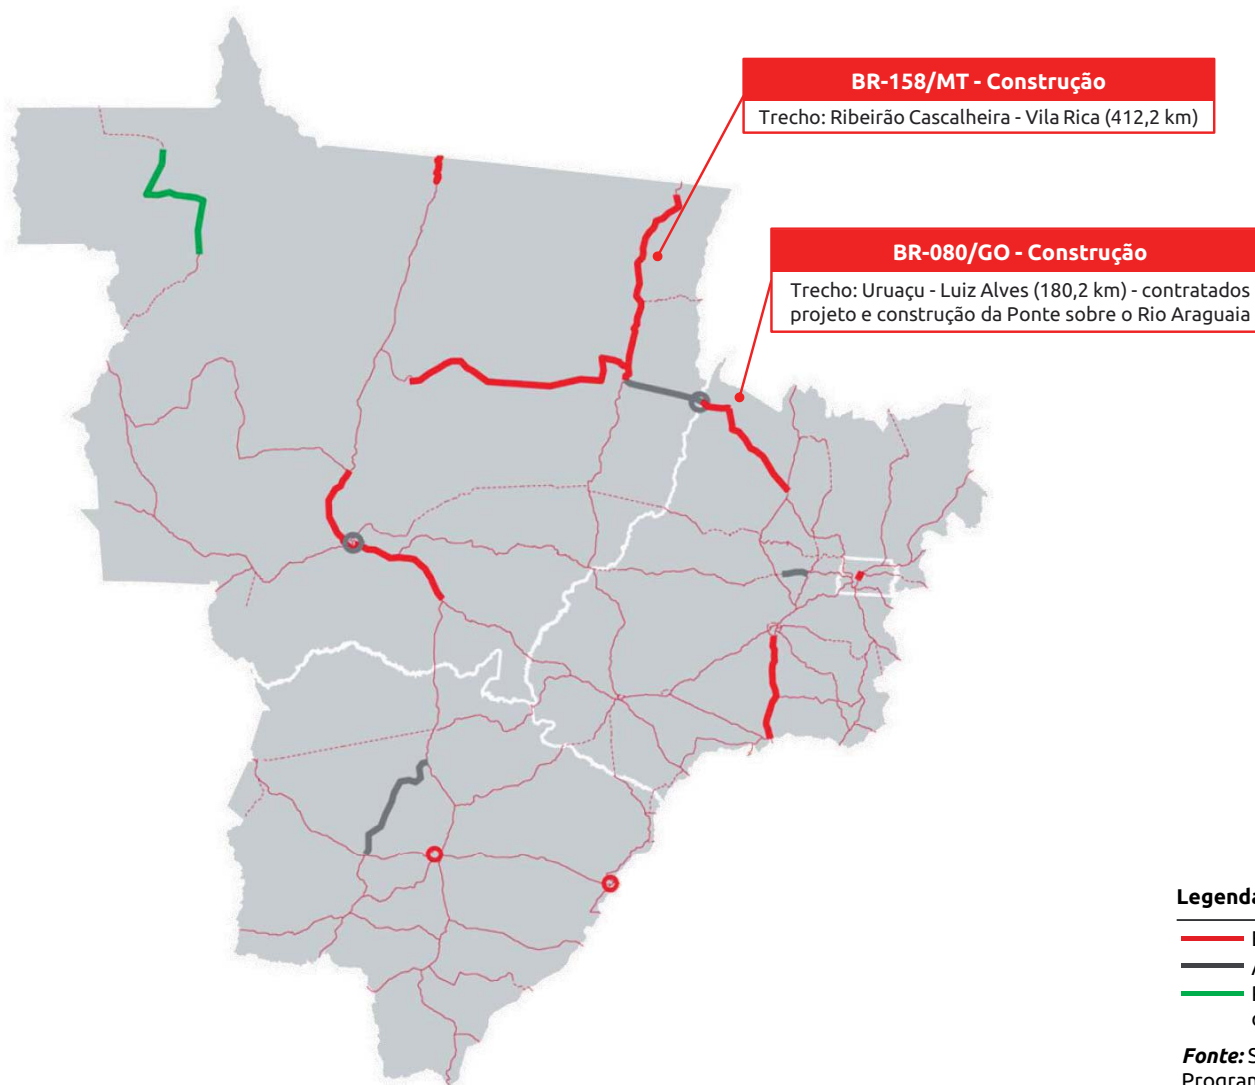 BR-158/MT - Construção
Trecho: Ribeirão Cascalheira - Vila Rica (412,2 km)
BR-080/GO - Construção
Trecho: Uruaçu - Luiz Alves (180,2 km) - contratados
projeto e construção da Ponte sobre o Rio Araguaia
Legenda
Fonte: